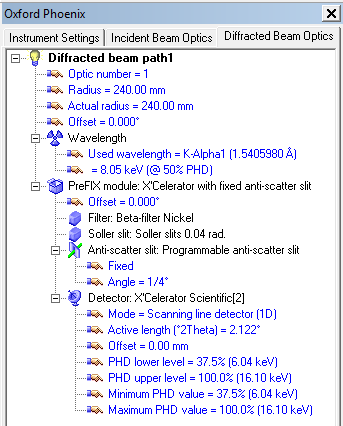 Oxford Phoenix
Instrument Settings Incident Beam Optics Diffracted Beam Optics
Diffracted beam path1
Optic number = 1
Radius = 240.00 mm
Actual radius = 240.00 mm
Offset = 0.000°
Wavelength
Used wavelength = K-Alpha1 (1.5405980 Å)
= 8.05 keV (@ 50% PHD)
PreFIX module: X'Celerator with fixed anti-scatter slit
Offset = 0.000°
Filter: Beta-filter Nickel
Soller slit: Soller slits 0.04 rad.
Anti-scatter slit: Programmable anti-scatter slit
Fixed
Angle = 1/4°
Detector: X'Celerator Scientific[2]
Mode = Scanning line detector (1D)
Active length (°2Theta) = 2.122°
Offset = 0.00 mm
PHD lower level = 37.5% (6.04 keV)
PHD upper level = 100.0% (16.10 keV)
Minimum PHD value = 37.5% (6.04 keV)
Maximum PHD value = 100.0% (16.10 keV)